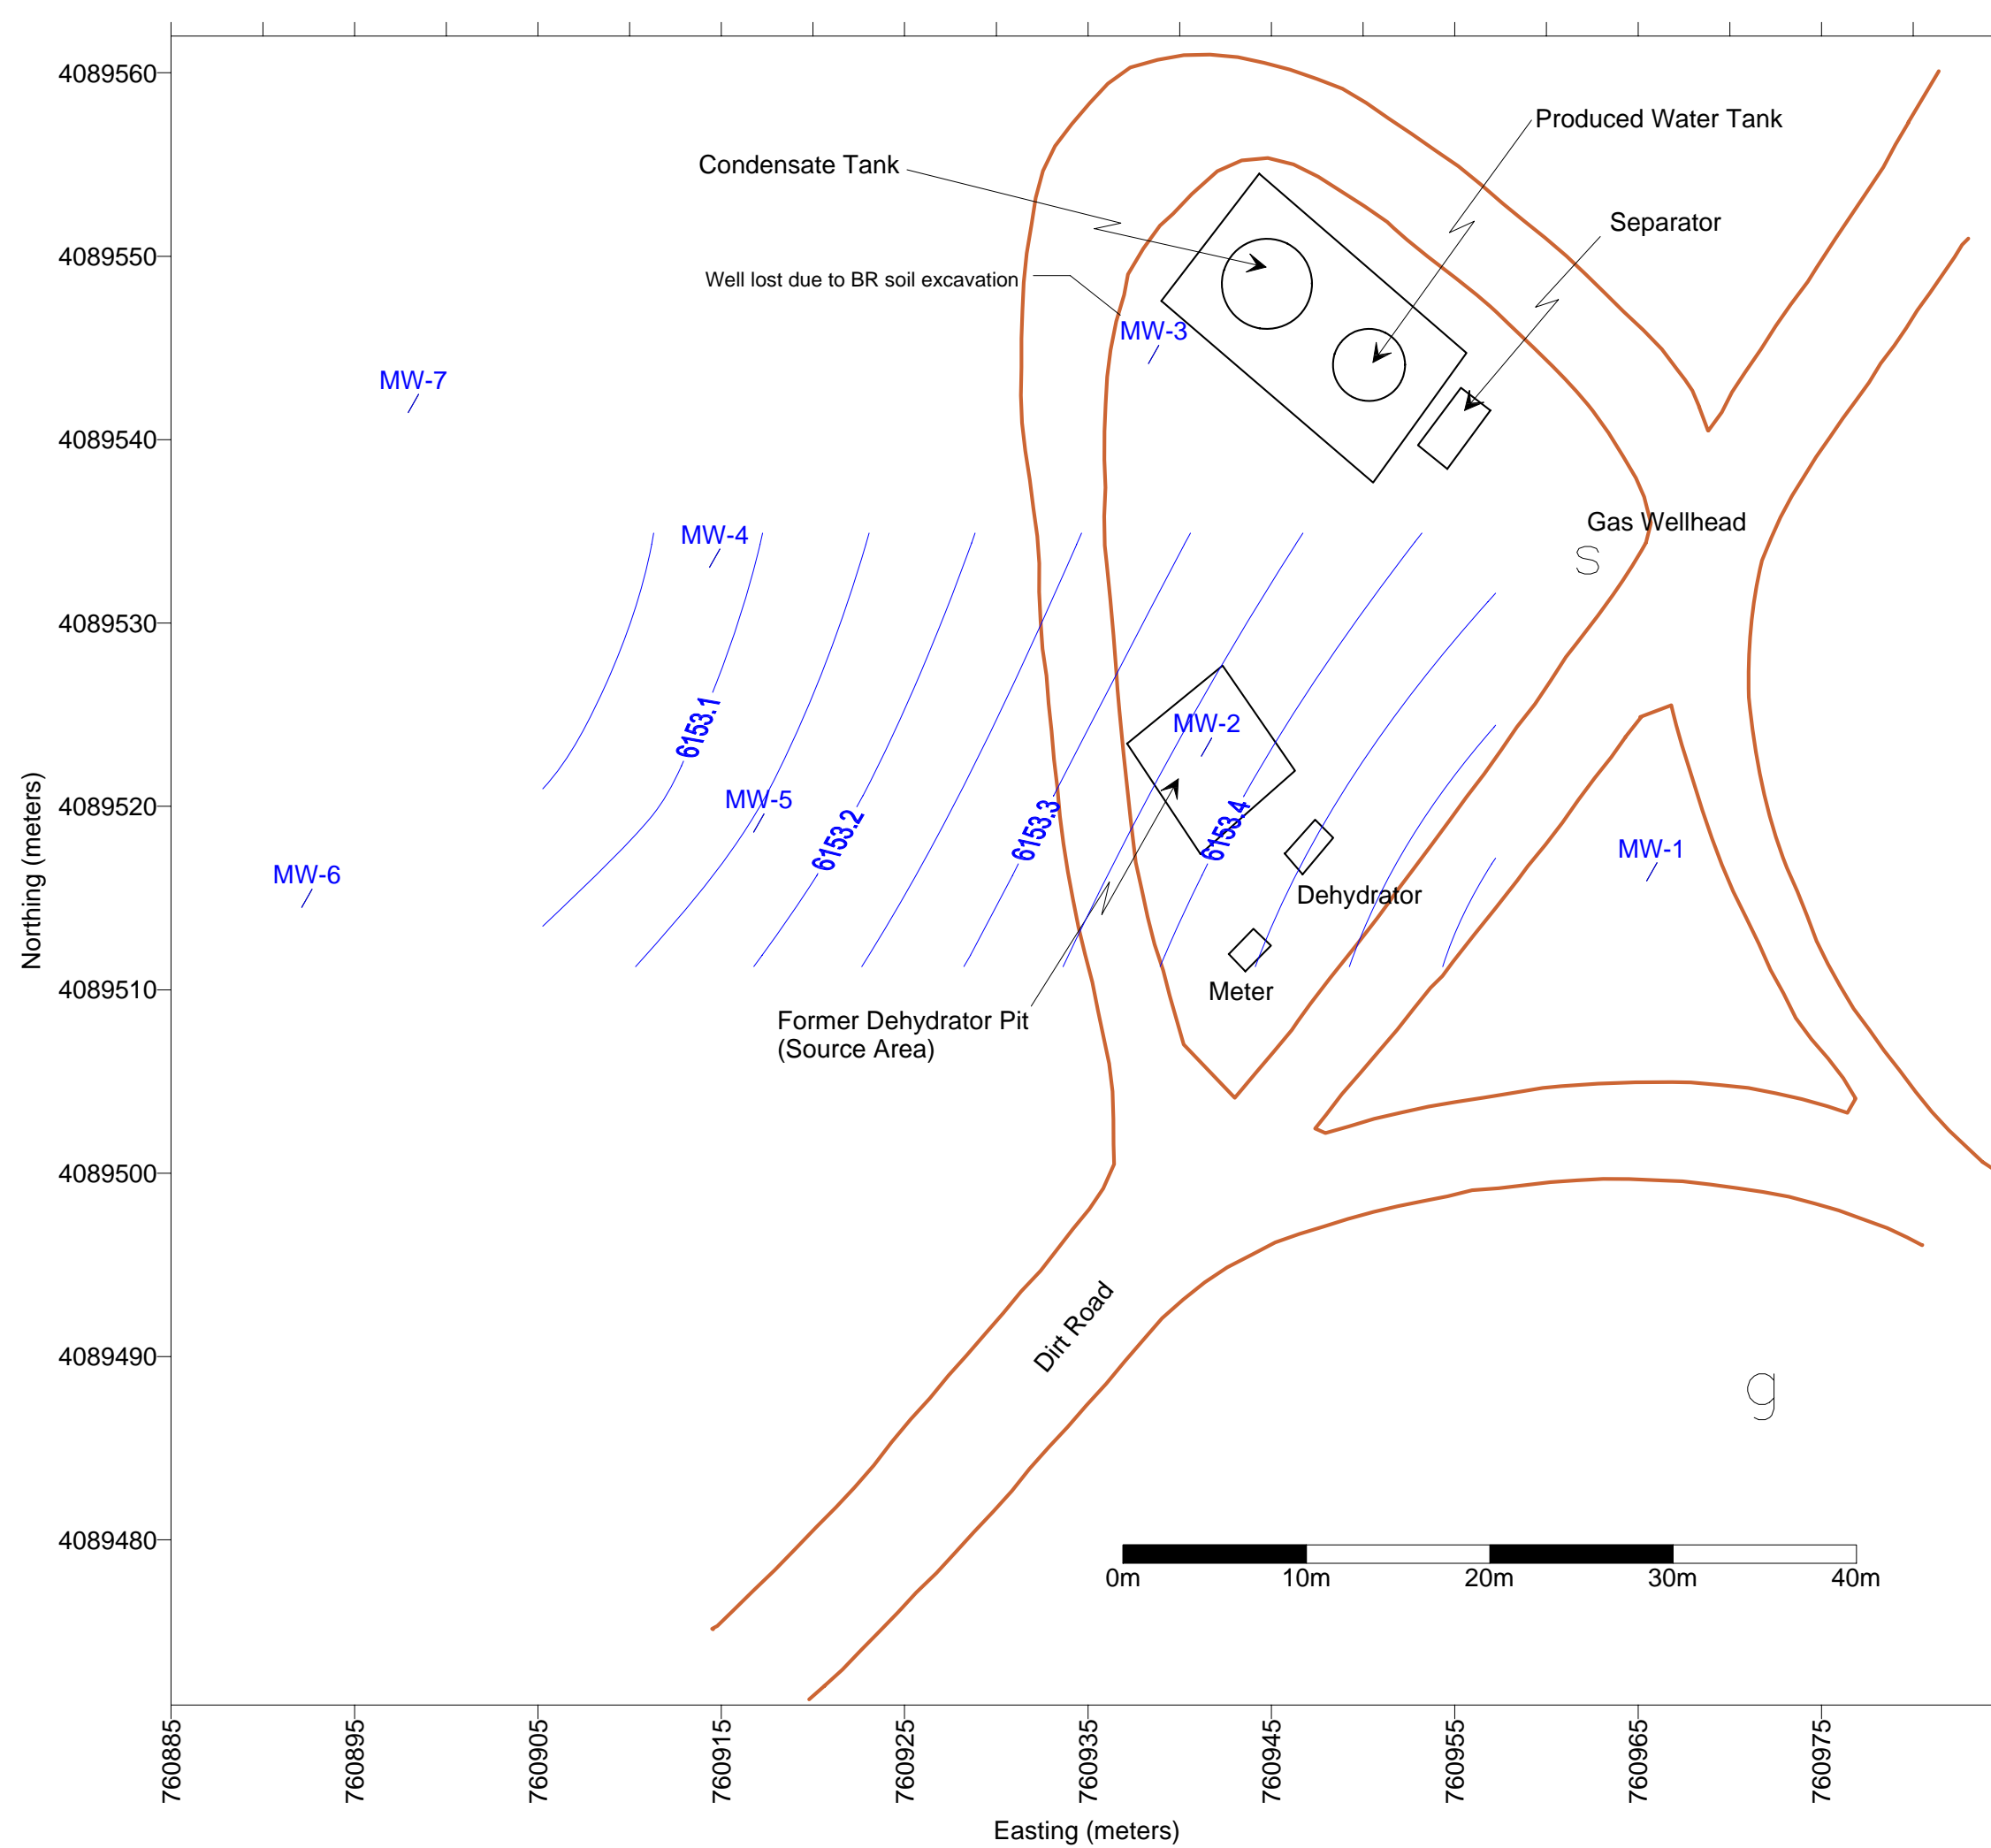 4089560
4089550
4089540
4089530
4089520
4089510
4089500
4089490
4089480
Northing (meters)
Produced Water Tank
Condensate Tank
Separator
Well lost due to BR soil excavation
MW-3
MW-7
Gas Wellhead
s
MW-4
6153.1
MW-2
MW-5
6153.2
6153.3
6153.4
MW-1
MW-6
Dehydrator
Meter
Former Dehydrator Pit
(Source Area)
Dirt Road
g
0m 10m 20m 30m 40m
760885 760895 760905 760915 760925 760935 760945 760955 760965 760975
Easting (meters)